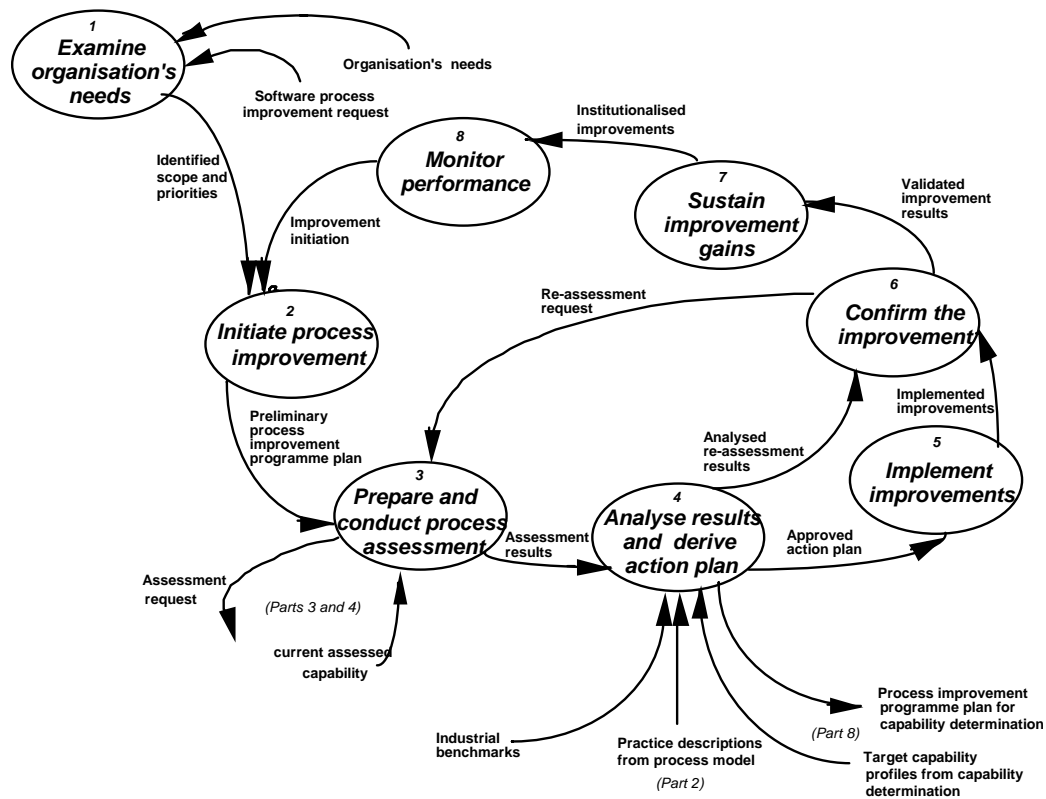 1
Examine
organisation's
needs
Organisation's needs
Software process
improvement request
Institutionalised
improvements
8
Monitor
performance
7
Sustain
improvement
gains
Validated
improvement
results
Identified
scope and
priorities
Improvement
initiation
2
Initiate process
improvement
Re-assessment
request
6
Confirm the
improvement
Implemented
improvements
Preliminary
process
improvement
programme plan
Analysed
re-assessment
results
5
Implement
improvements
3
Prepare and
conduct process
assessment
Assessment
results
4
Analyse results
and derive
action plan
Approved
action plan
Assessment
request
(Parts 3 and 4)
current assessed
capability
Industrial
benchmarks
Practice descriptions
from process model
(Part 2)
Process improvement
programme plan for
capability determination
(Part 8)
Target capability
profiles from capability
determination